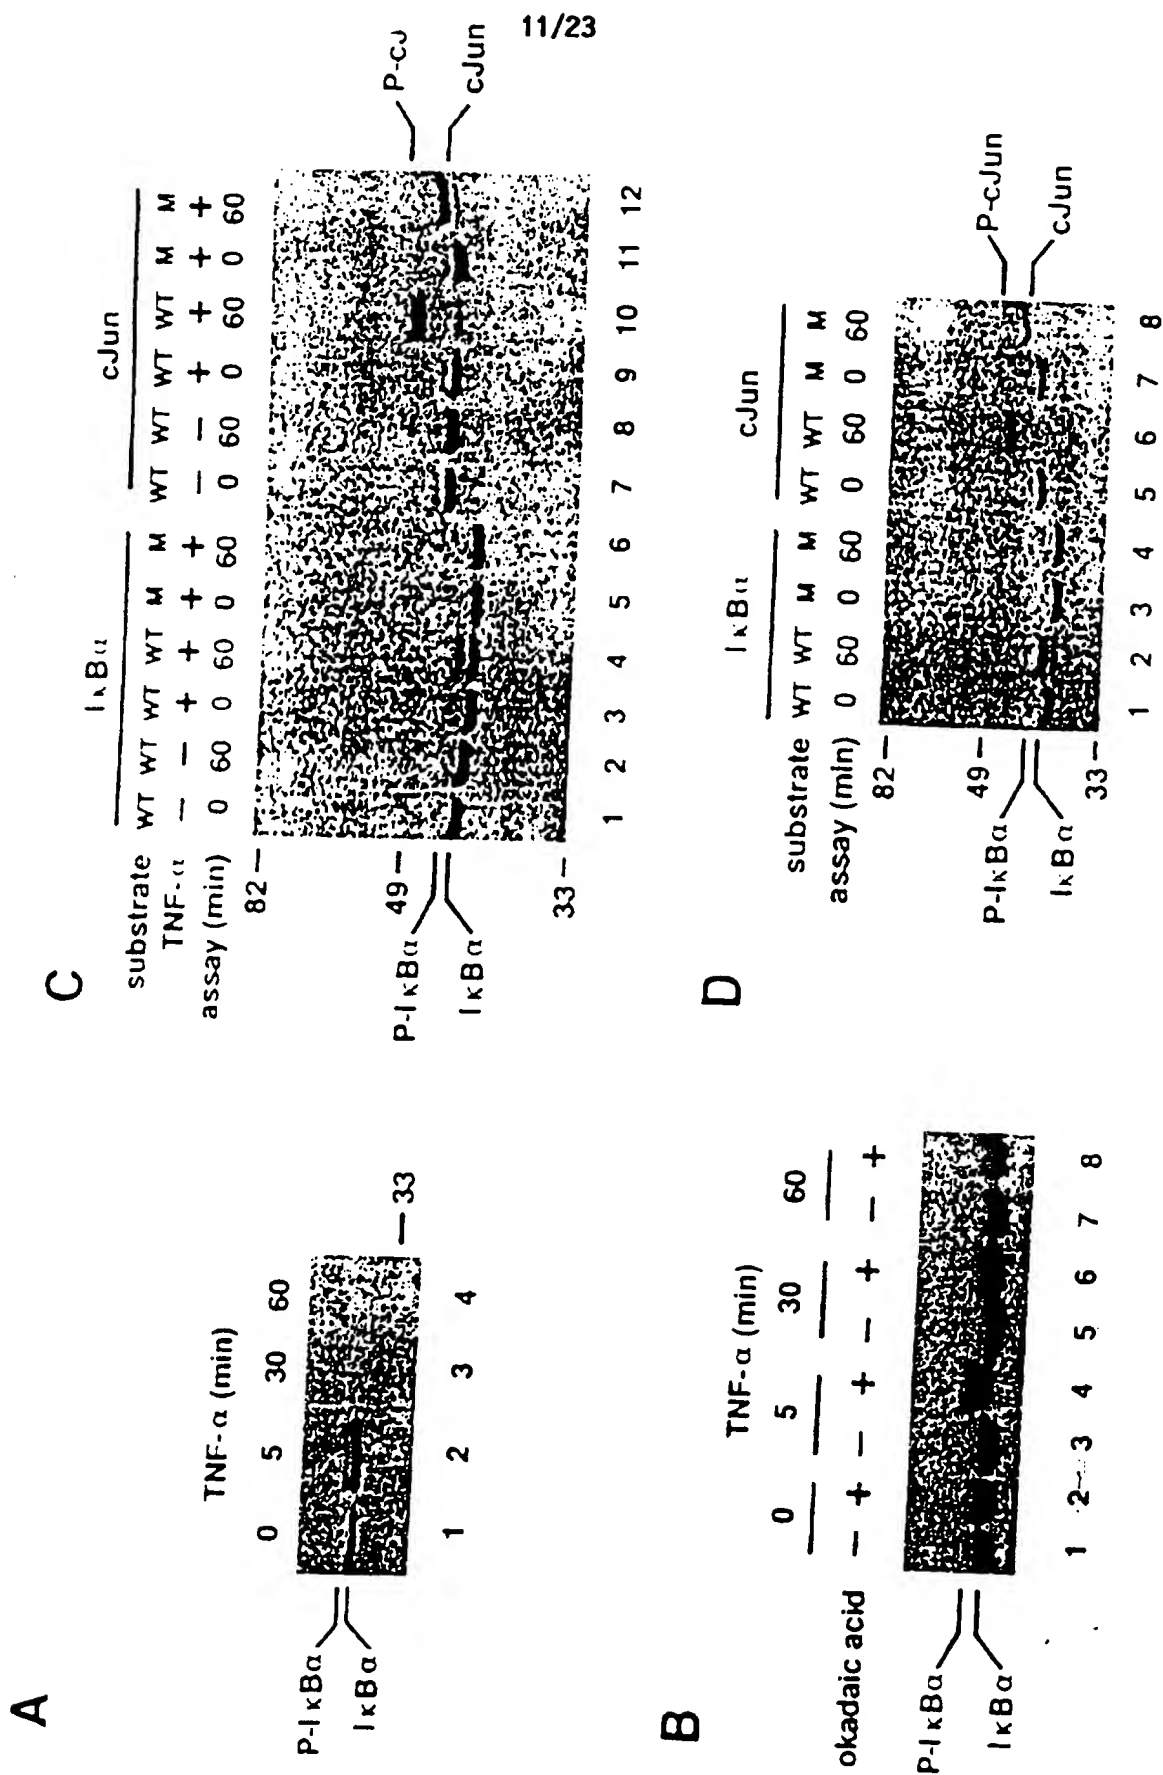 11/23
A
TNF-α (min)
0 5 30 60
P-IκBα
IκBα
33
1 2 3 4
B
TNF-α (min)
0 5 30 60
okadaic acid − + − + − + − +
P-IκBα
IκBα
1 2 3 4 5 6 7 8
C
IκBα cJun
substrate WT WT WT WT M M WT WT WT WT M M
TNF-α − − + + + + − − + + + +
assay (min) 0 60 0 60 0 60 0 60 0 60 0 60
82
49
P-IκBα
IκBα
33
P-cJ
cJun
1 2 3 4 5 6 7 8 9 10 11 12
D
IκBα cJun
substrate WT WT M M WT WT M M
assay (min) 0 60 0 60 0 60 0 60
82
49
P-IκBα
IκBα
33
P-cJun
cJun
1 2 3 4 5 6 7 8